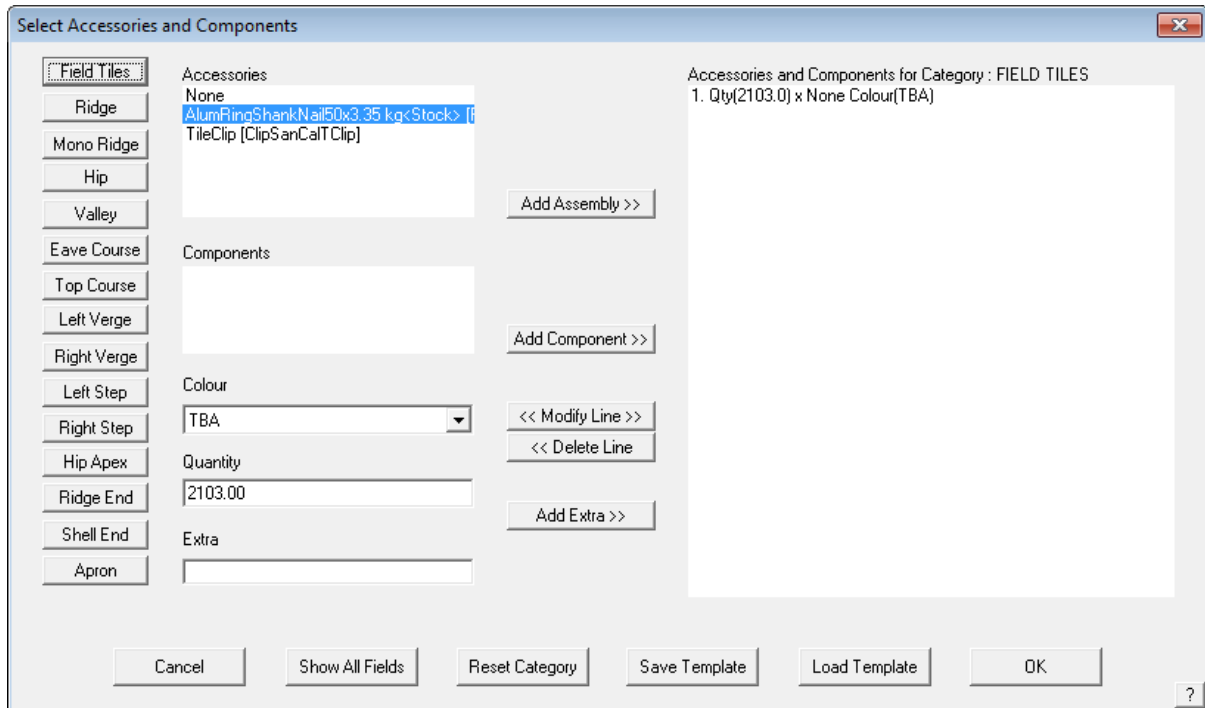 Select Accessories and Components
Field Tiles
Ridge
Mono Ridge
Hip
Valley
Eave Course
Top Course
Left Verge
Right Verge
Left Step
Right Step
Hip Apex
Ridge End
Shell End
Apron
Accessories
None
AlumRingShankNail50x3.35 kg<Stock>
TileClip [ClipSanCalTClip]
Components
Colour
TBA
Quantity
2103.00
Extra
Add Assembly >>
Add Component >>
<< Modify Line >>
<< Delete Line
Add Extra >>
Accessories and Components for Category : FIELD TILES
1. Qty(2103.0) x None Colour(TBA)
Cancel
Show All Fields
Reset Category
Save Template
Load Template
OK
?